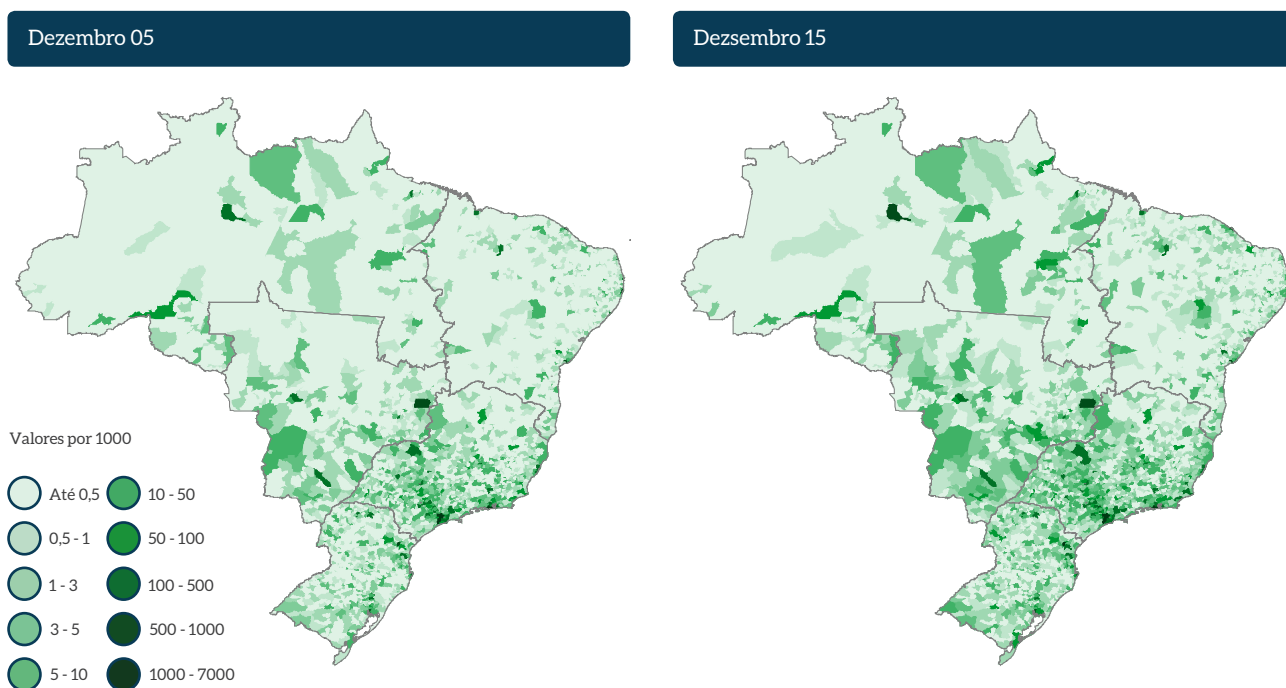 Dezembro 05
Dezsembro 15
Valores por 1000
Até 0,5
0,5 - 1
1 - 3
3 - 5
5 - 10
10 - 50
50 - 100
100 - 500
500 - 1000
1000 - 7000